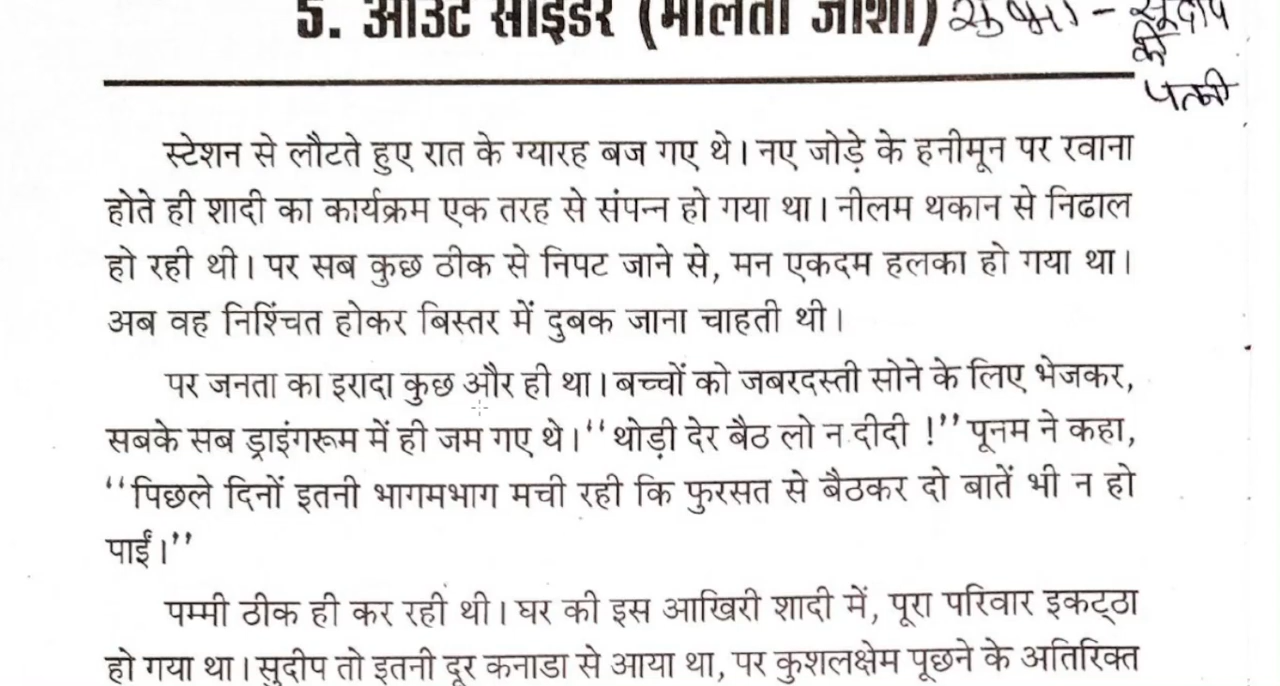 5. आउट साइडर (मालती जोशी) सुषमा - सुदीप
की
पत्नी
स्टेशन से लौटते हुए रात के ग्यारह बज गए थे। नए जोड़े के हनीमून पर रवाना
होते ही शादी का कार्यक्रम एक तरह से संपन्न हो गया था। नीलम थकान से निढाल
हो रही थी। पर सब कुछ ठीक से निपट जाने से, मन एकदम हलका हो गया था।
अब वह निश्चिंत होकर बिस्तर में दुबक जाना चाहती थी।
पर जनता का इरादा कुछ और ही था। बच्चों को जबरदस्ती सोने के लिए भेजकर,
सबके सब ड्राइंगरूम में ही जम गए थे। ‘‘थोड़ी देर बैठ लो न दीदी !’’ पूनम ने कहा,
‘‘पिछले दिनों इतनी भागमभाग मची रही कि फुरसत से बैठकर दो बातें भी न हो
पाईं।’’
पम्मी ठीक ही कर रही थी। घर की इस आखिरी शादी में, पूरा परिवार इकट्ठा
हो गया था। सुदीप तो इतनी दूर कनाडा से आया था, पर कुशलक्षेम पूछने के अतिरिक्त